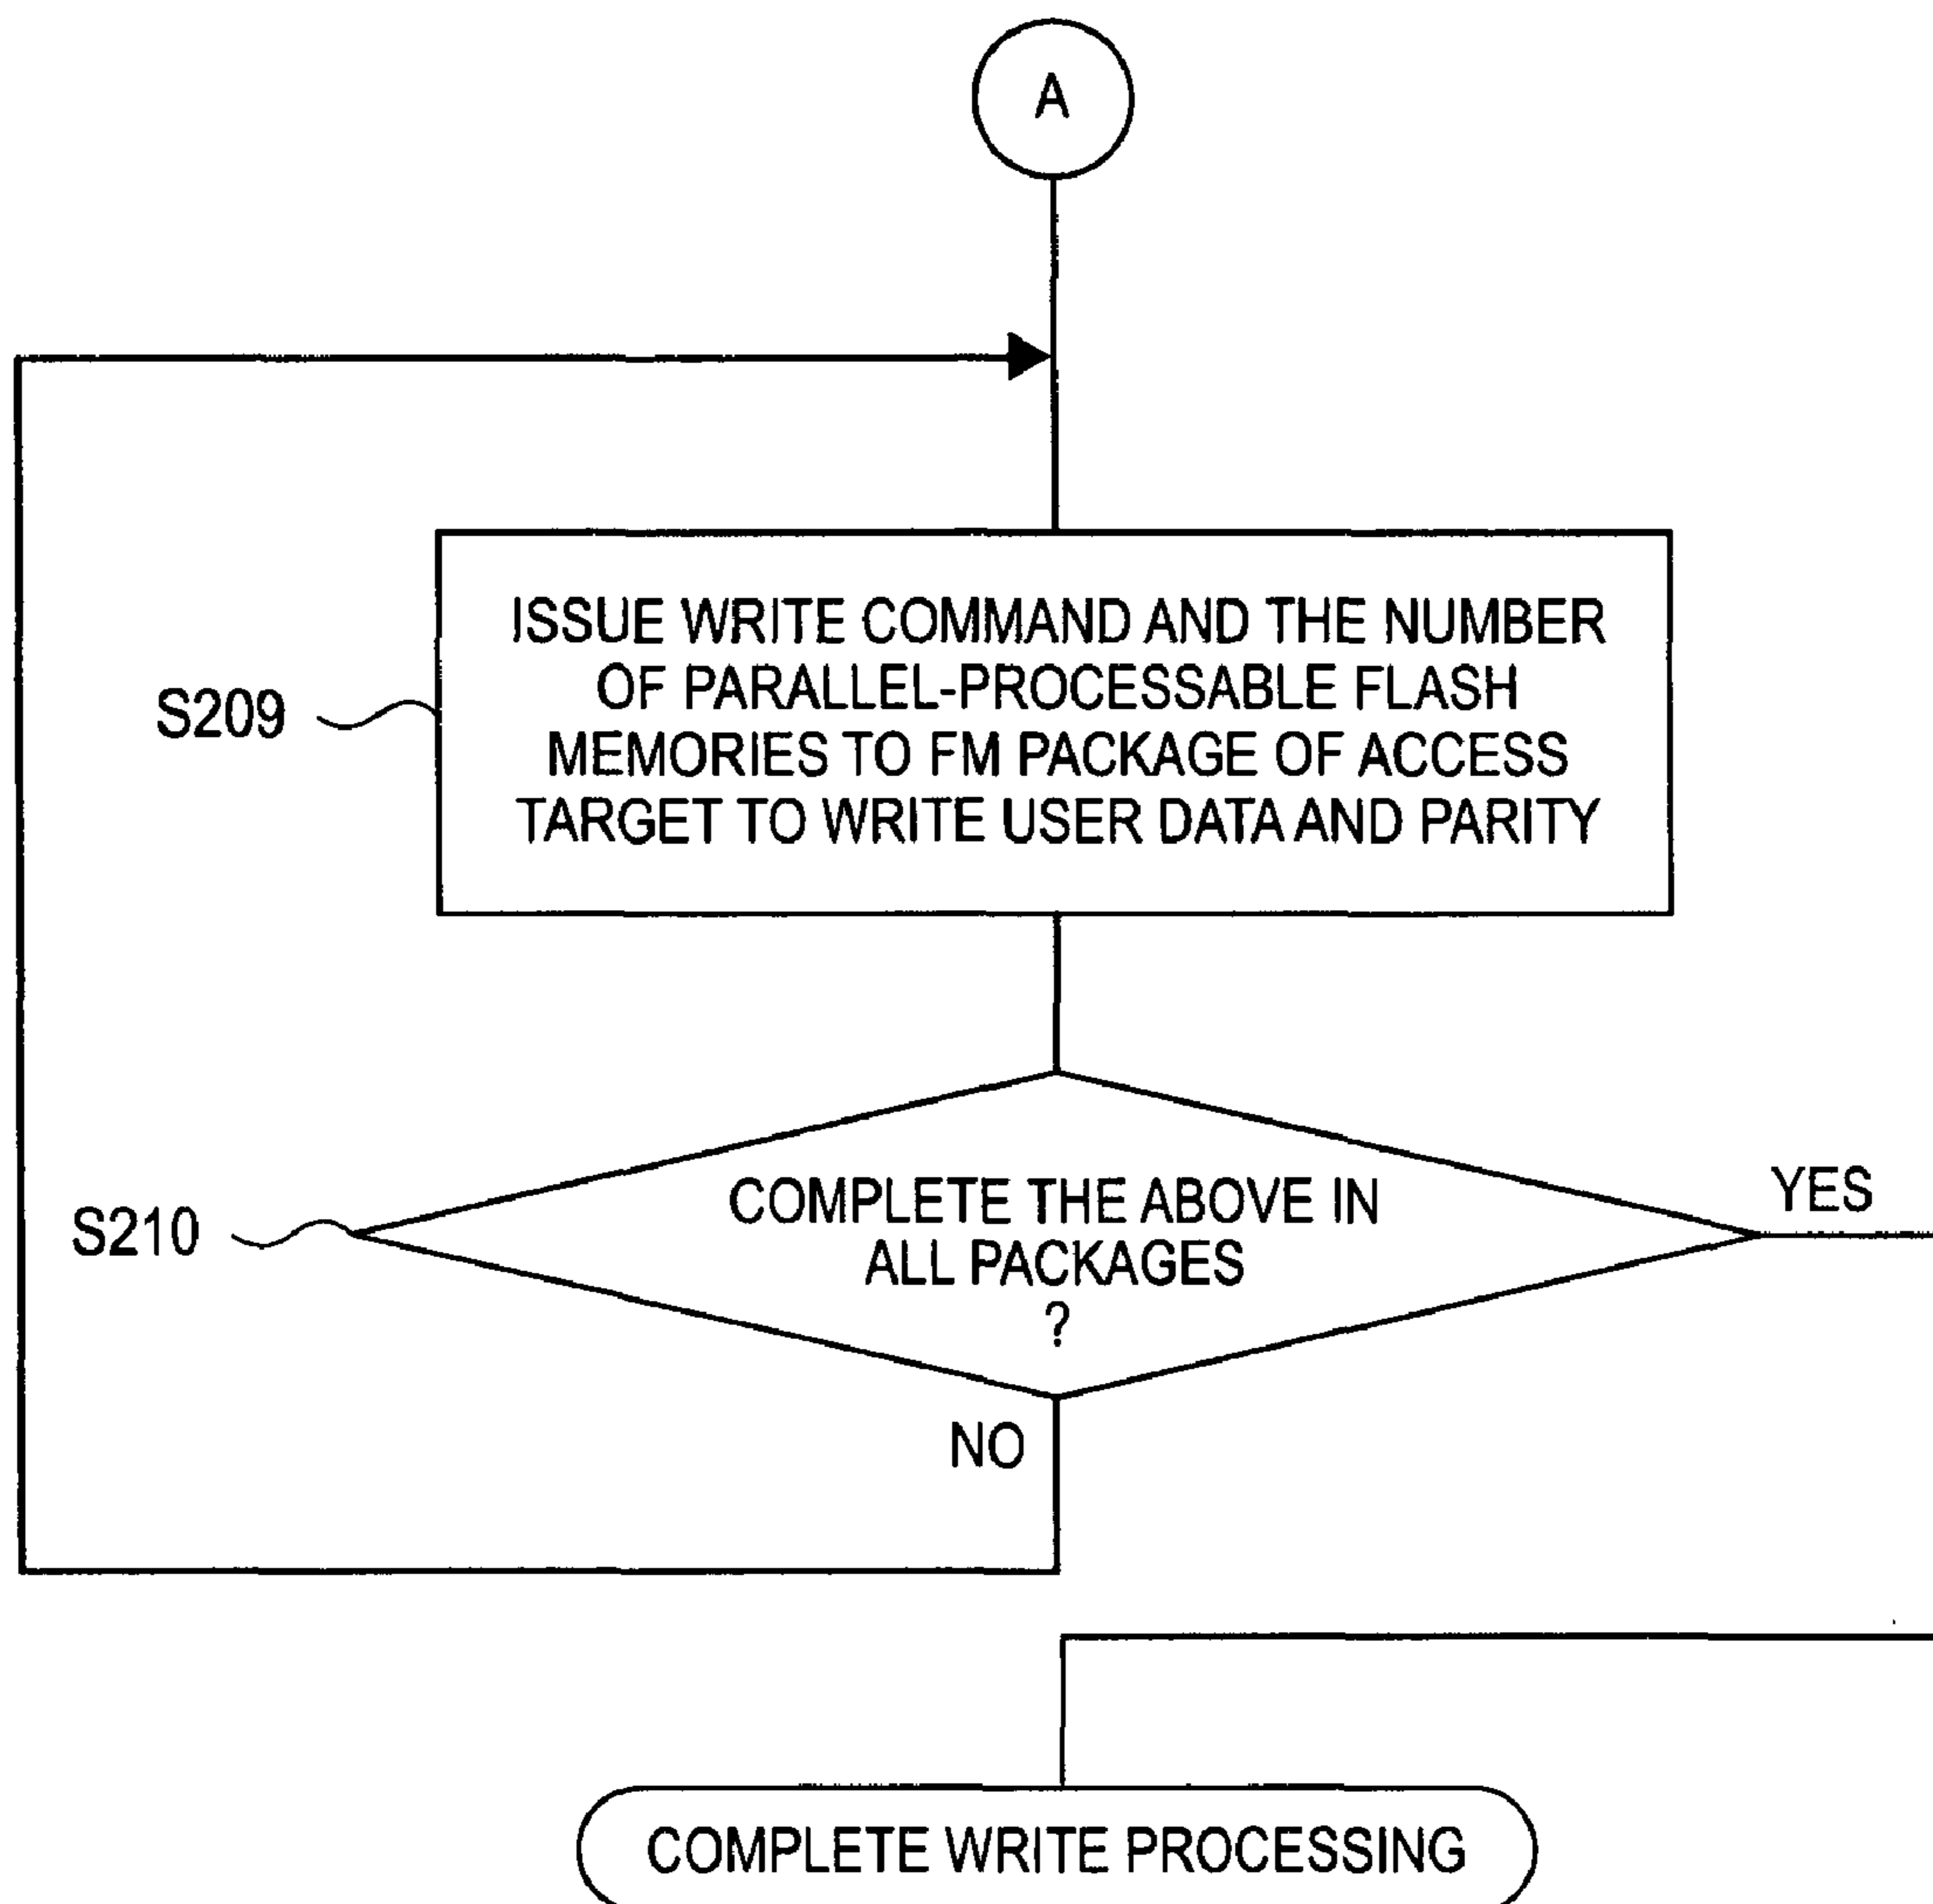 A
ISSUE WRITE COMMAND AND THE NUMBER
OF PARALLEL-PROCESSABLE FLASH
MEMORIES TO FM PACKAGE OF ACCESS
TARGET TO WRITE USER DATA AND PARITY
S209
COMPLETE THE ABOVE IN
ALL PACKAGES
?
S210
YES
NO
COMPLETE WRITE PROCESSING